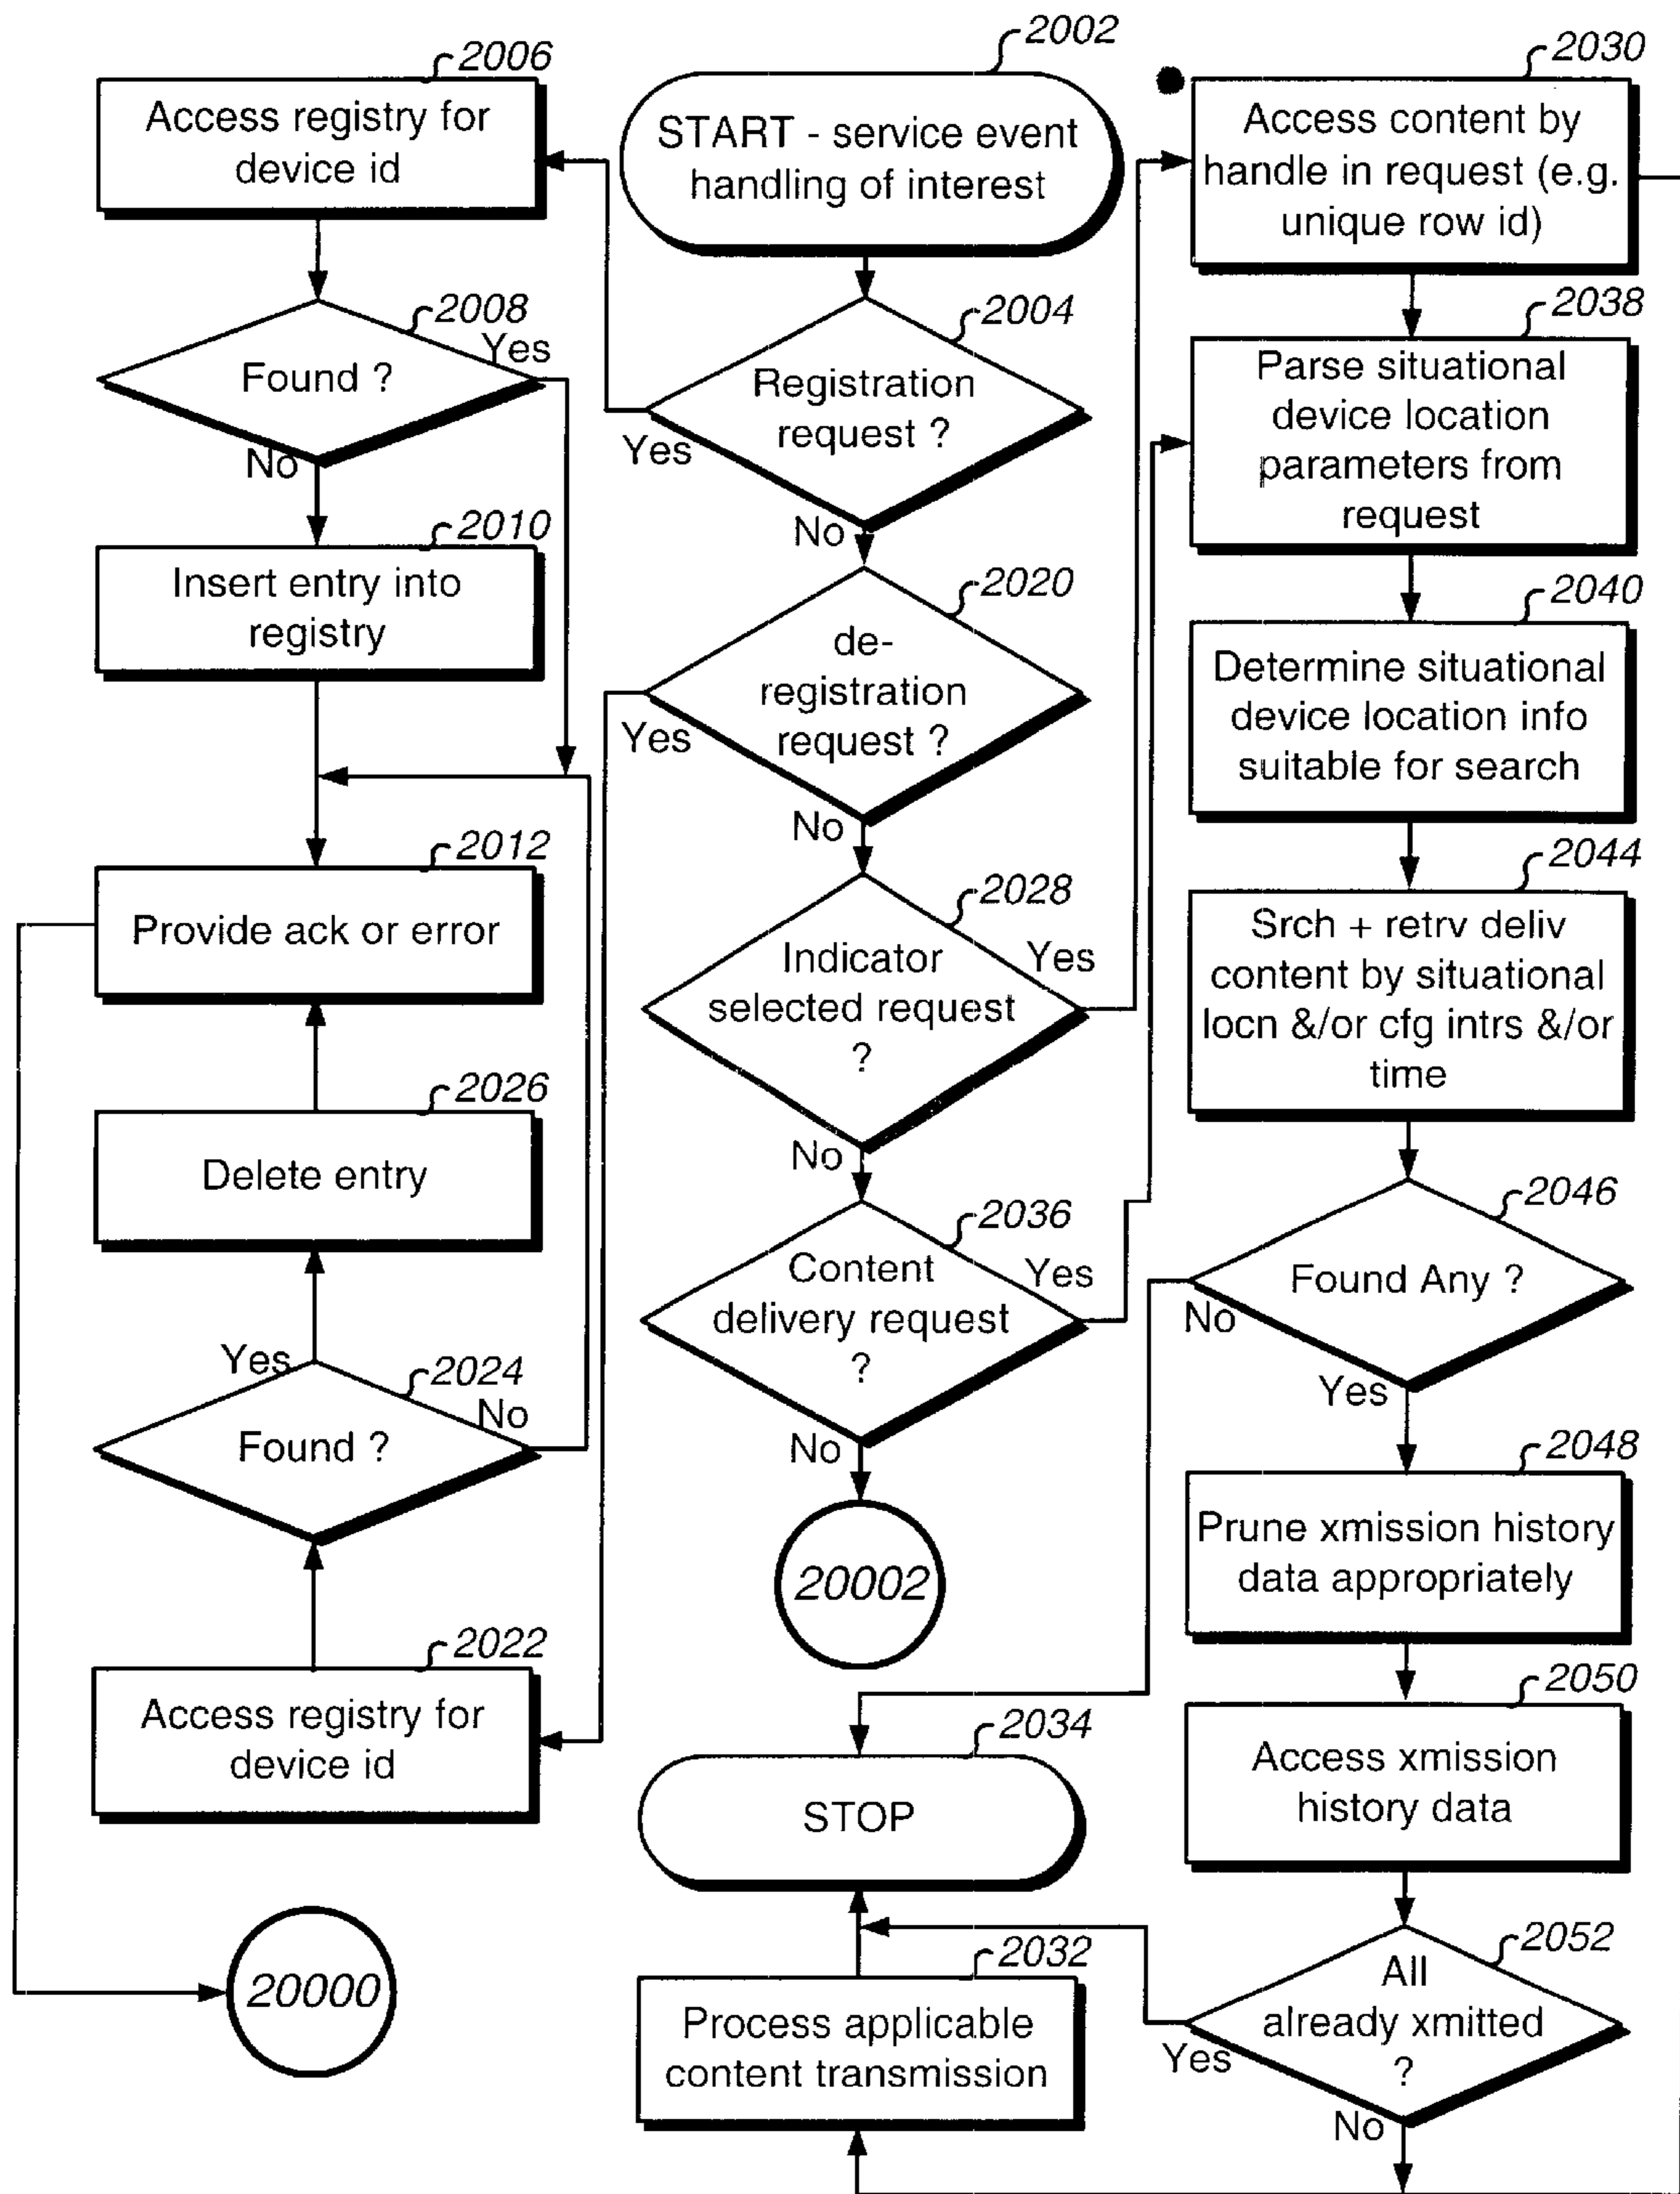 2002
START - service event
handling of interest
2004
Registration
request ?
Yes
No
2020
de-
registration
request ?
Yes
No
2028
Indicator
selected request
?
Yes
No
2036
Content
delivery request
?
Yes
No
20002
2006
Access registry for
device id
2008
Found ?
Yes
No
2010
Insert entry into
registry
2012
Provide ack or error
2026
Delete entry
Yes
2024
Found ?
No
2022
Access registry for
device id
20000
2030
Access content by
handle in request (e.g.
unique row id)
2038
Parse situational
device location
parameters from
request
2040
Determine situational
device location info
suitable for search
2044
Srch + retrv deliv
content by situational
locn &/or cfg intrs &/or
time
2046
Found Any ?
No
Yes
2048
Prune xmission history
data appropriately
2050
Access xmission
history data
2052
All
already xmitted
?
Yes
No
2034
STOP
2032
Process applicable
content transmission